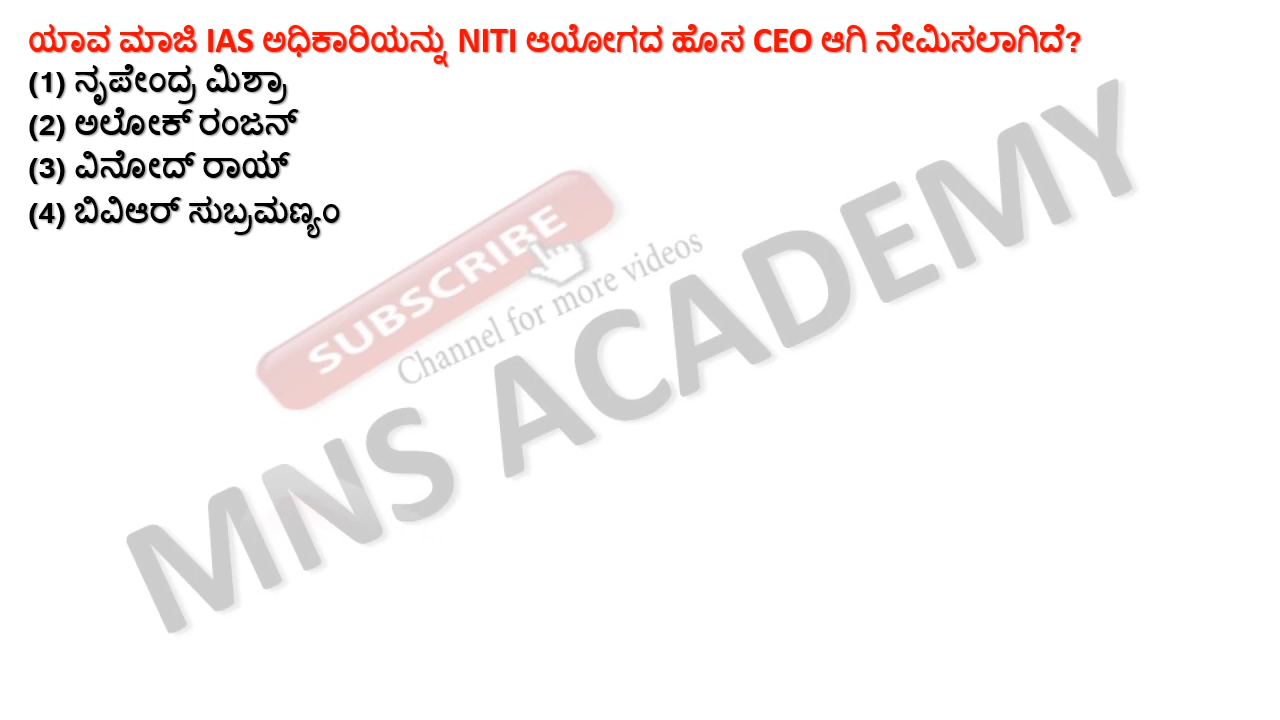 ಯಾವ ಮಾಜಿ IAS ಅಧಿಕಾರಿಯನ್ನು NITI ಆಯೋಗದ ಹೊಸ CEO ಆಗಿ ನೇಮಿಸಲಾಗಿದೆ?
(1) ನೃಪೇಂದ್ರ ಮಿಶ್ರಾ
(2) ಅಲೋಕ್ ರಂಜನ್
(3) ವಿನೋದ್ ರಾಯ್
(4) ಬಿವಿಆರ್ ಸುಬ್ರಮಣ್ಯಂ
SUBSCRIBE
Channel for more videos
MNS ACADEMY